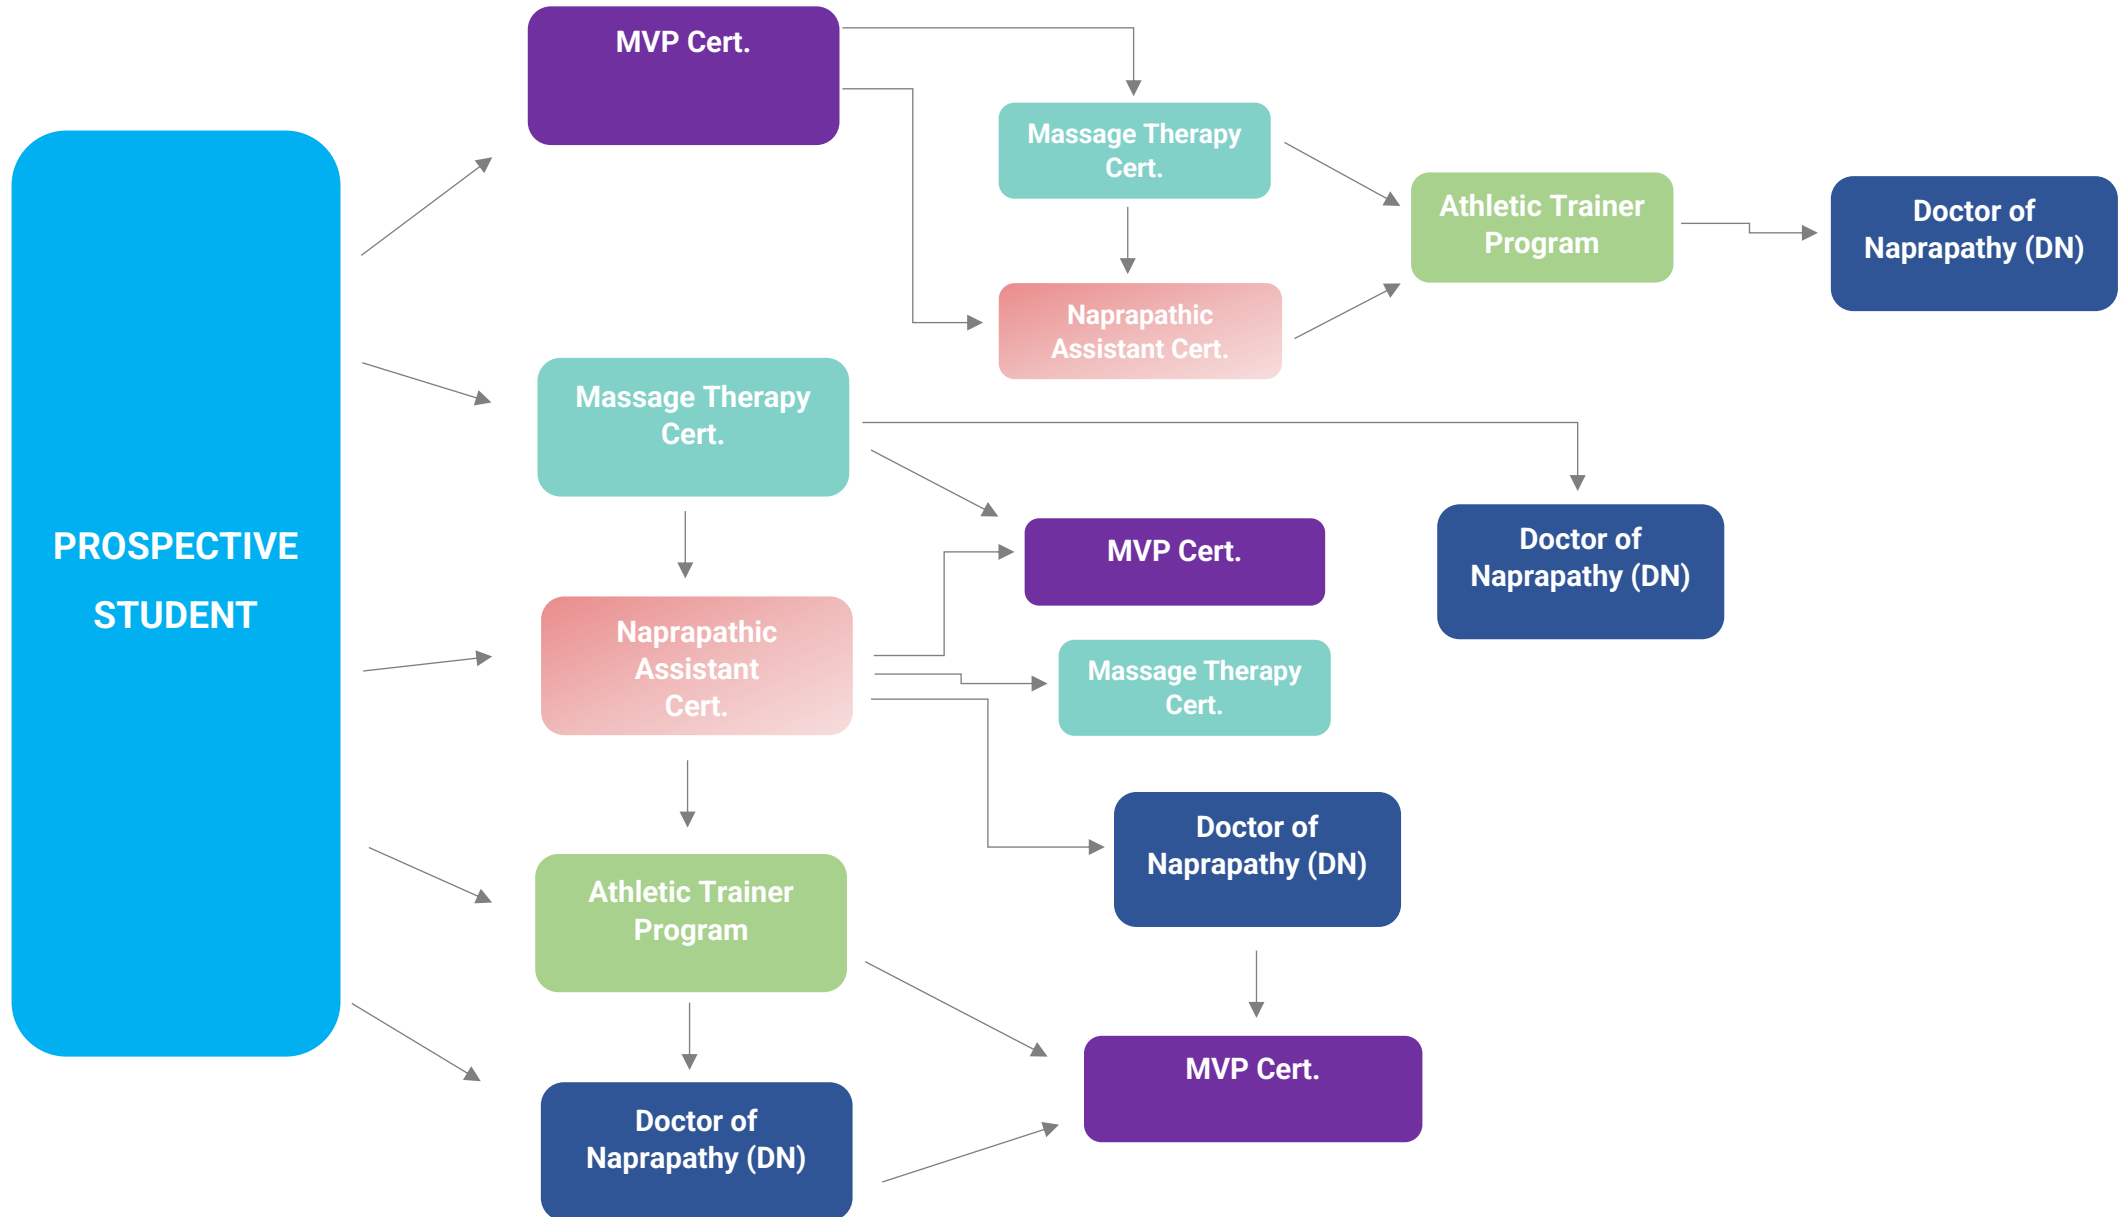 MVP Cert.
Massage Therapy
Cert.
Athletic Trainer
Program
Doctor of
Naprapathy (DN)
Naprapathic
Assistant Cert.
PROSPECTIVE
STUDENT
Massage Therapy
Cert.
MVP Cert.
Doctor of
Naprapathy (DN)
Naprapathic
Assistant
Cert.
Massage Therapy
Cert.
Doctor of
Naprapathy (DN)
Athletic Trainer
Program
MVP Cert.
Doctor of
Naprapathy (DN)